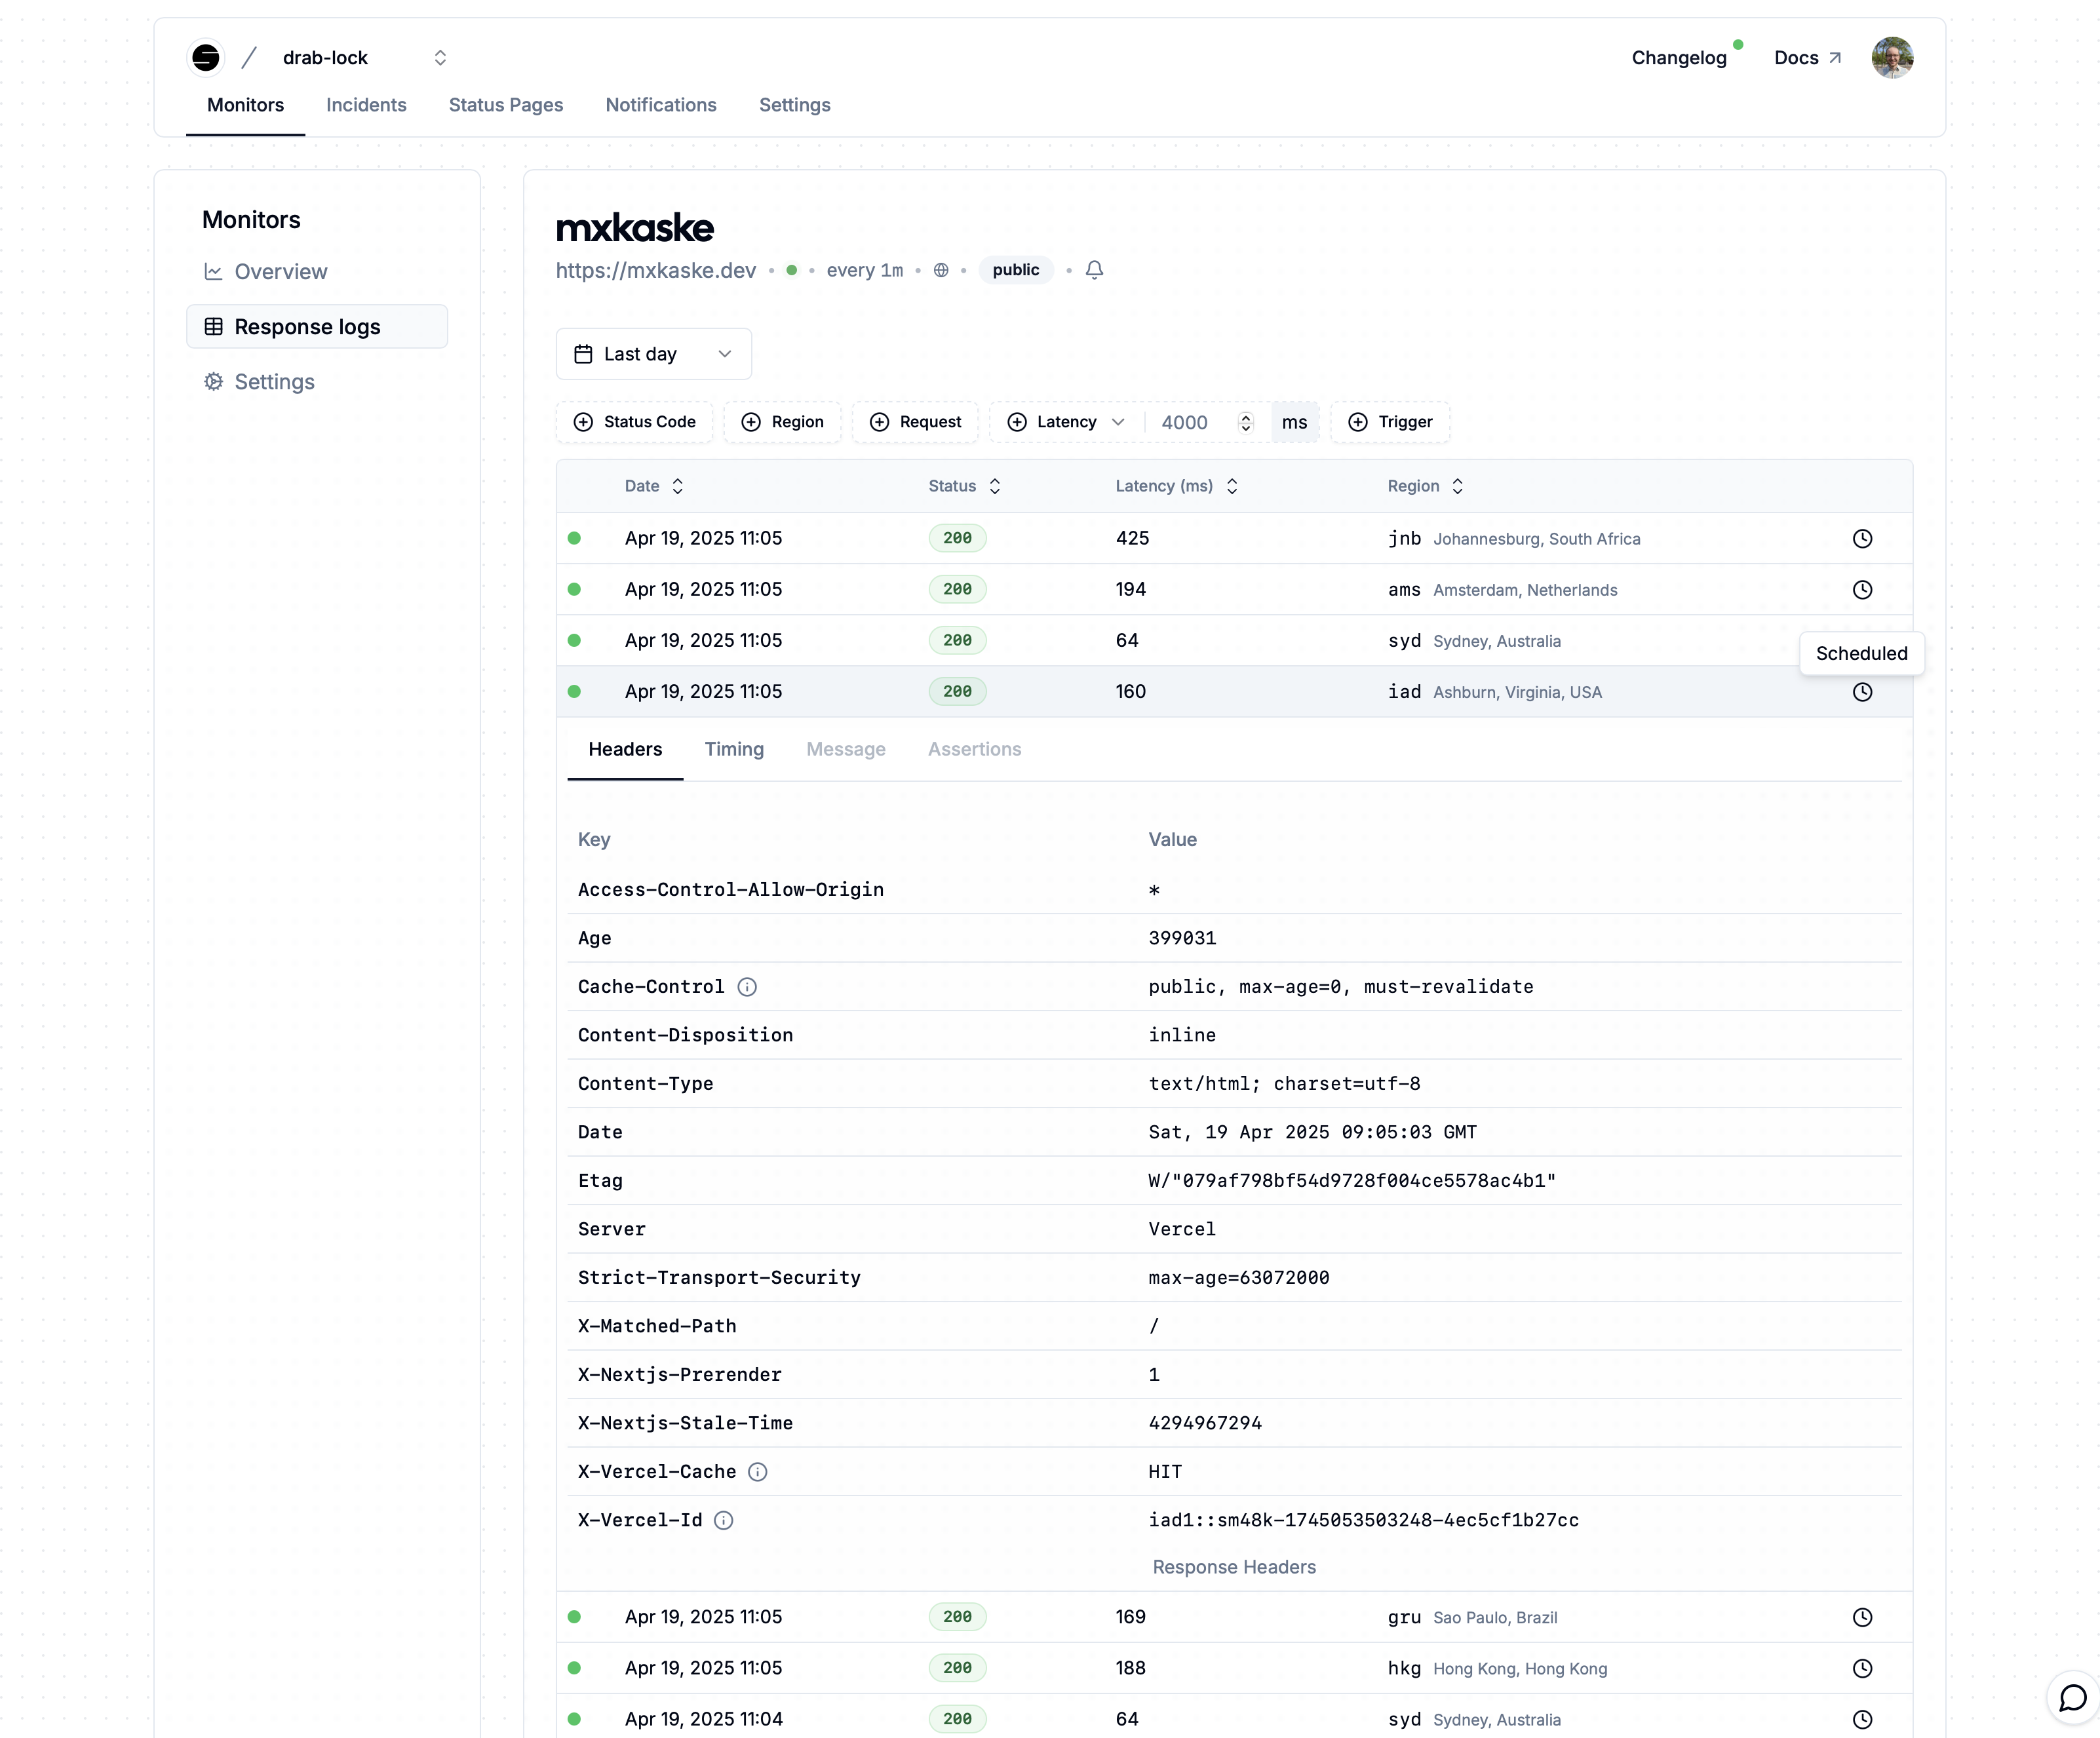 drab-lock
Changelog
Docs
Monitors Incidents Status Pages Notifications Settings
Monitors
Overview
Response logs
Settings
mxkaske
https://mxkaske.dev • • every 1m • • public •
Last day
Status Code Region Request Latency 4000 ms Trigger
Date Status Latency (ms) Region
Apr 19, 2025 11:05 200 425 jnb Johannesburg, South Africa
Apr 19, 2025 11:05 200 194 ams Amsterdam, Netherlands
Apr 19, 2025 11:05 200 64 syd Sydney, Australia
Scheduled
Apr 19, 2025 11:05 200 160 iad Ashburn, Virginia, USA
Headers Timing Message Assertions
Key Value
Access-Control-Allow-Origin *
Age 399031
Cache-Control public, max-age=0, must-revalidate
Content-Disposition inline
Content-Type text/html; charset=utf-8
Date Sat, 19 Apr 2025 09:05:03 GMT
Etag W/"079af798bf54d9728f004ce5578ac4b1"
Server Vercel
Strict-Transport-Security max-age=63072000
X-Matched-Path /
X-Nextjs-Prerender 1
X-Nextjs-Stale-Time 4294967294
X-Vercel-Cache HIT
X-Vercel-Id iad1::sm48k-1745053503248-4ec5cf1b27cc
Response Headers
Apr 19, 2025 11:05 200 169 gru Sao Paulo, Brazil
Apr 19, 2025 11:05 200 188 hkg Hong Kong, Hong Kong
Apr 19, 2025 11:04 200 64 syd Sydney, Australia